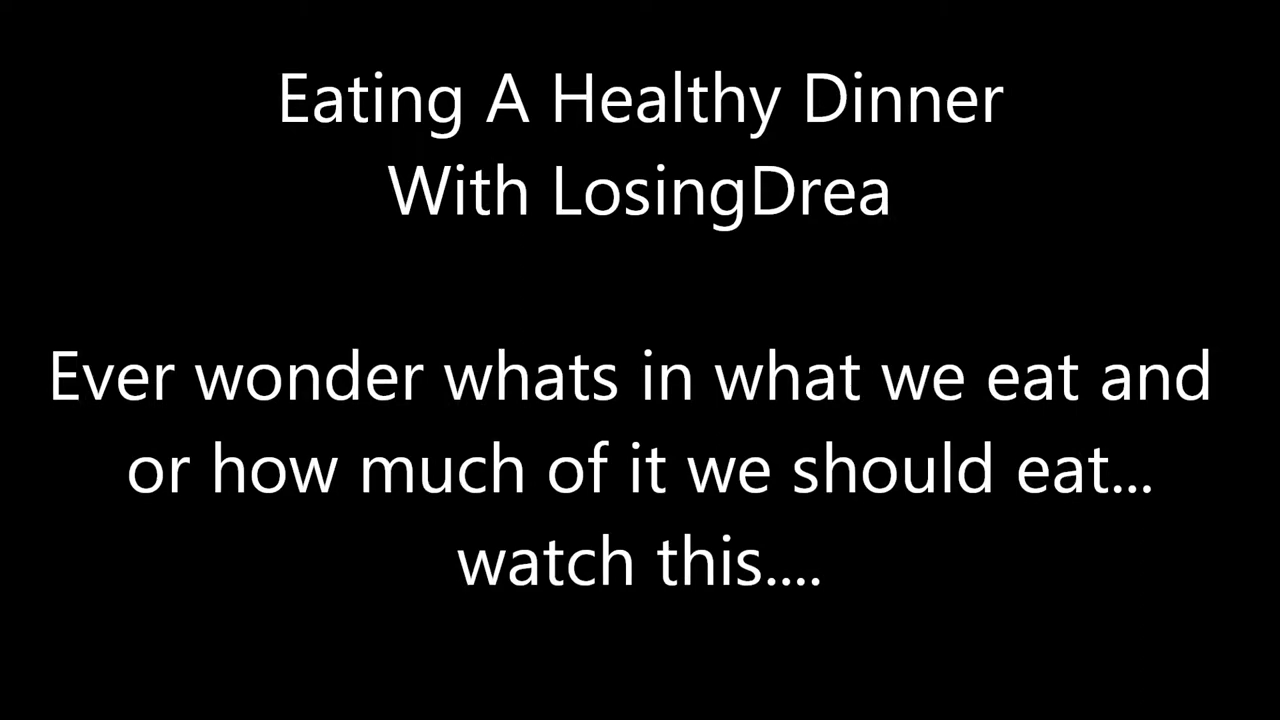 Eating A Healthy Dinner
With LosingDrea
Ever wonder whats in what we eat and
or how much of it we should eat...
watch this....